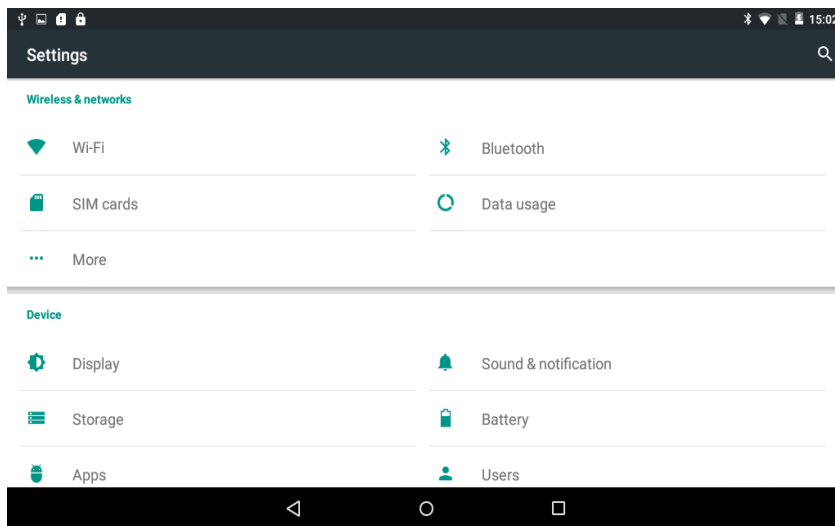 15:02
Settings
Wireless & networks
Wi-Fi
Bluetooth
SIM cards
Data usage
More
Device
Display
Sound & notification
Storage
Battery
Apps
Users